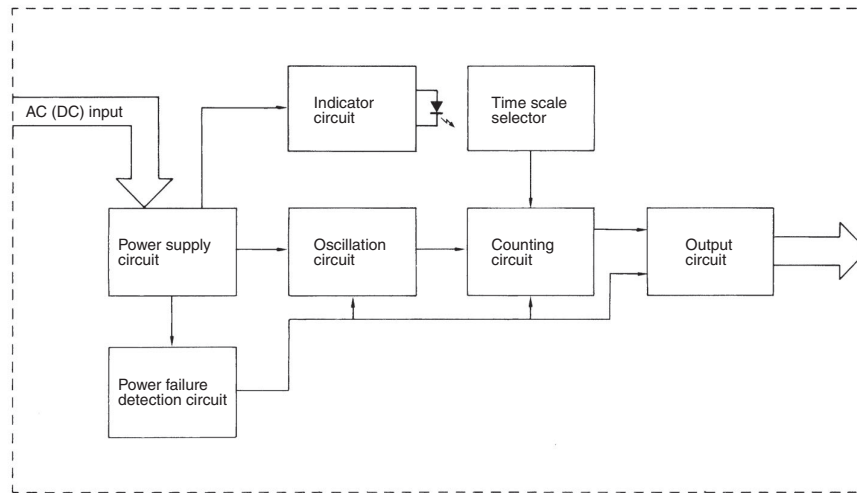 AC (DC) input
Indicator
circuit
Time scale
selector
Power supply
circuit
Oscillation
circuit
Counting
circuit
Output
circuit
Power failure
detection circuit